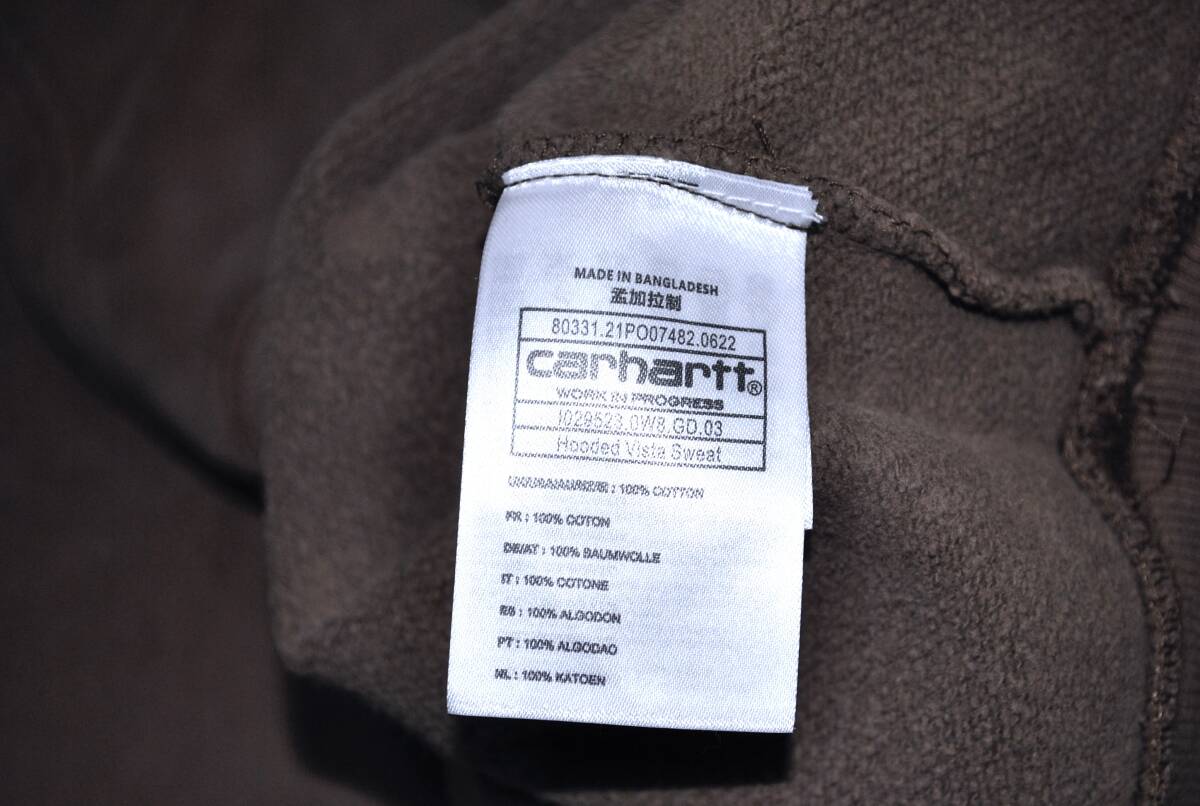 MADE IN BANGLADESH
孟加拉制
80331.21PO07482.0622
carhartt®
WORK IN PROGRESS
I029523.0W8.GD.03
Hooded Vista Sweat
: 100% COTTON
FR : 100% COTON
DE/AT : 100% BAUMWOLLE
IT : 100% COTONE
ES : 100% ALGODON
PT : 100% ALGODAO
NL : 100% KATOEN